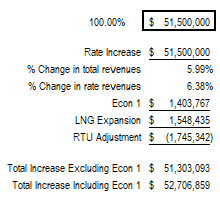 100.00% $ 51,500,000
Rate Increase $ 51,500,000
% Change in total revenues 5.99%
% Change in rate revenues 6.38%
Econ 1 $ 1,403,767
LNG Expansion $ 1,548,435
RTU Adjustment $ (1,745,342)
Total Increase Excluding Econ 1 $ 51,303,093
Total Increase Including Econ 1 $ 52,706,859